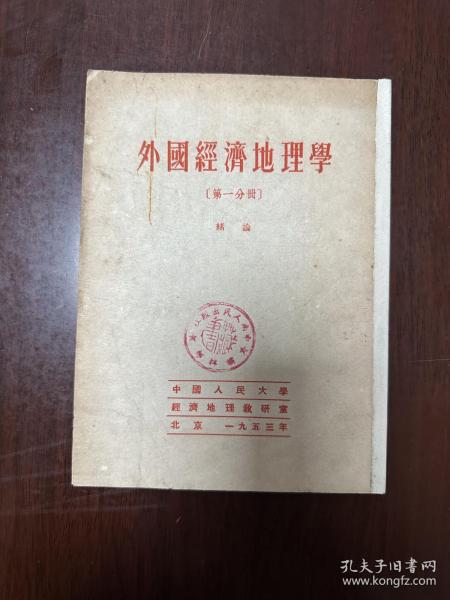 外國經濟地理學
〔第一分冊〕
緒 論
中國人民大學
經濟地理教研室
北京 一九五三年
孔夫子旧书网
www.kongfz.com